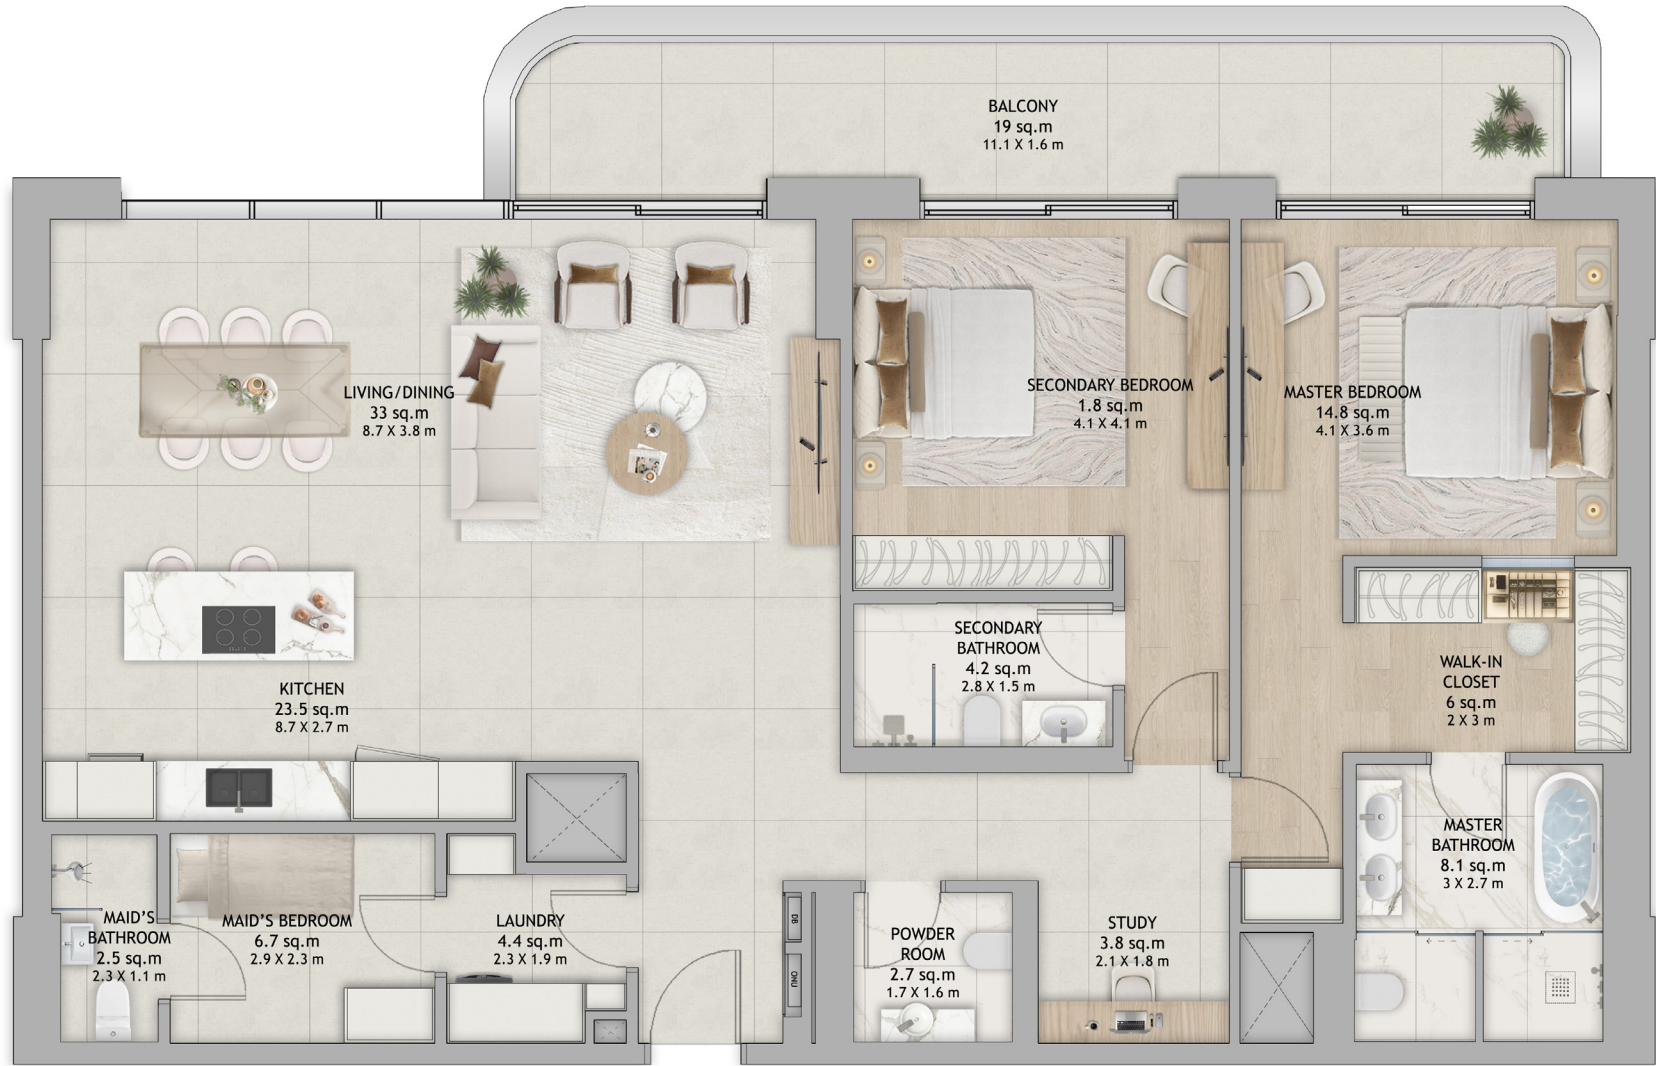 BALCONY
19 sq.m
11.1 X 1.6 m
LIVING/DINING
33 sq.m
8.7 X 3.8 m
SECONDARY BEDROOM
1.8 sq.m
4.1 X 4.1 m
MASTER BEDROOM
14.8 sq.m
4.1 X 3.6 m
KITCHEN
23.5 sq.m
8.7 X 2.7 m
SECONDARY
BATHROOM
4.2 sq.m
2.8 X 1.5 m
WALK-IN
CLOSET
6 sq.m
2 X 3 m
MASTER
BATHROOM
8.1 sq.m
3 X 2.7 m
MAID'S
BATHROOM
2.5 sq.m
2.3 X 1.1 m
MAID'S BEDROOM
6.7 sq.m
2.9 X 2.3 m
LAUNDRY
4.4 sq.m
2.3 X 1.9 m
DB
ONU
POWDER
ROOM
2.7 sq.m
1.7 X 1.6 m
STUDY
3.8 sq.m
2.1 X 1.8 m